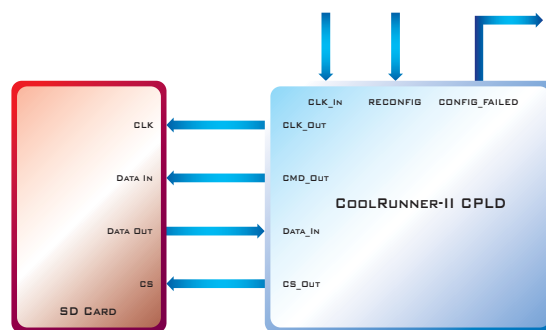 CLK_IN RECONFIG CONFIG_FAILED
CLK CLK_OUT
DATA IN CMD_OUT
COOLRUNNER-II CPLD
DATA OUT DATA_IN
CS CS_OUT
SD CARD